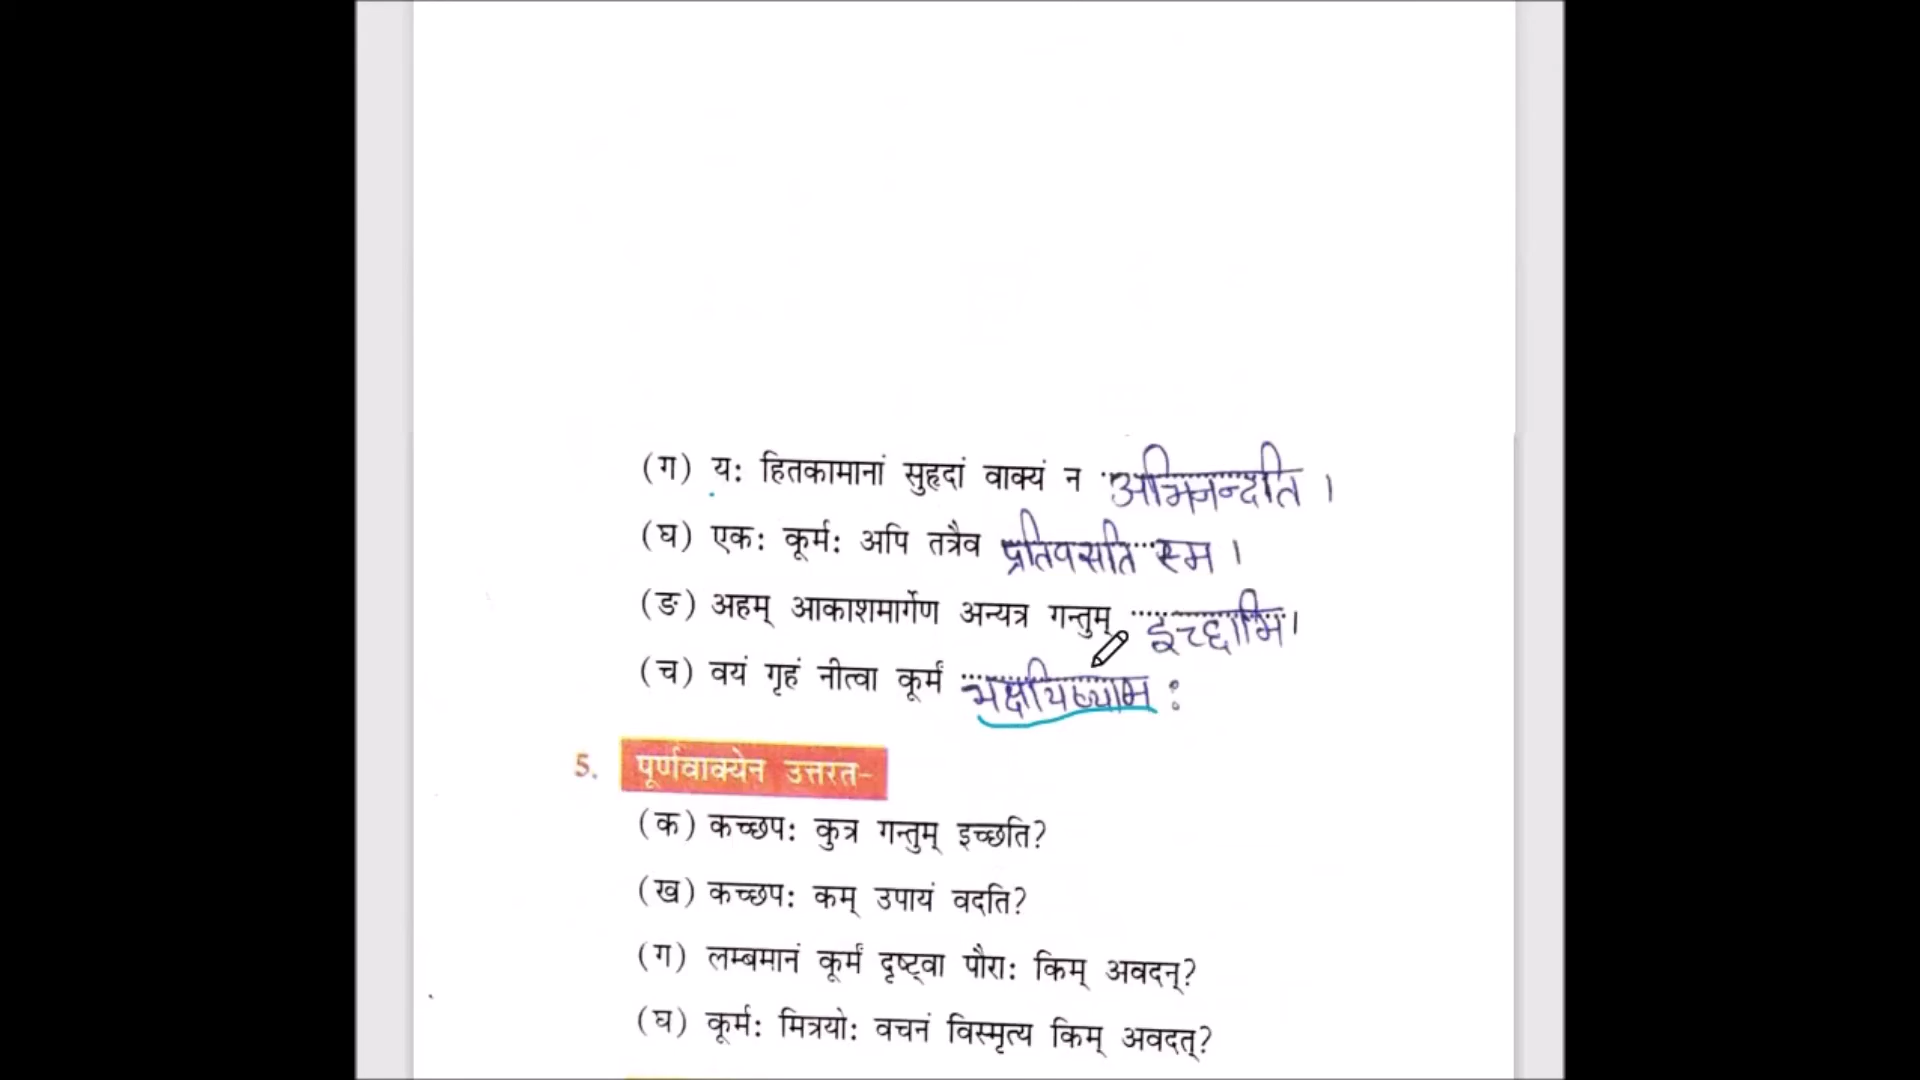 (ग) यः हितकामानां सुहृदां वाक्यं न अभिनन्दति ।
(घ) एकः कूर्मः अपि तत्रैव प्रतिवसति स्म ।
(ङ) अहम् आकाशमार्गेण अन्यत्र गन्तुम् इच्छामि ।
(च) वयं गृहं नीत्वा कूर्मं भक्षयिष्यामः
5. पूर्णवाक्येन उत्तरत-
(क) कच्छपः कुत्र गन्तुम् इच्छति?
(ख) कच्छपः कम् उपायं वदति?
(ग) लम्बमानं कूर्मं दृष्ट्वा पौराः किम् अवदन्?
(घ) कूर्मः मित्रयोः वचनं विस्मृत्य किम् अवदत्?